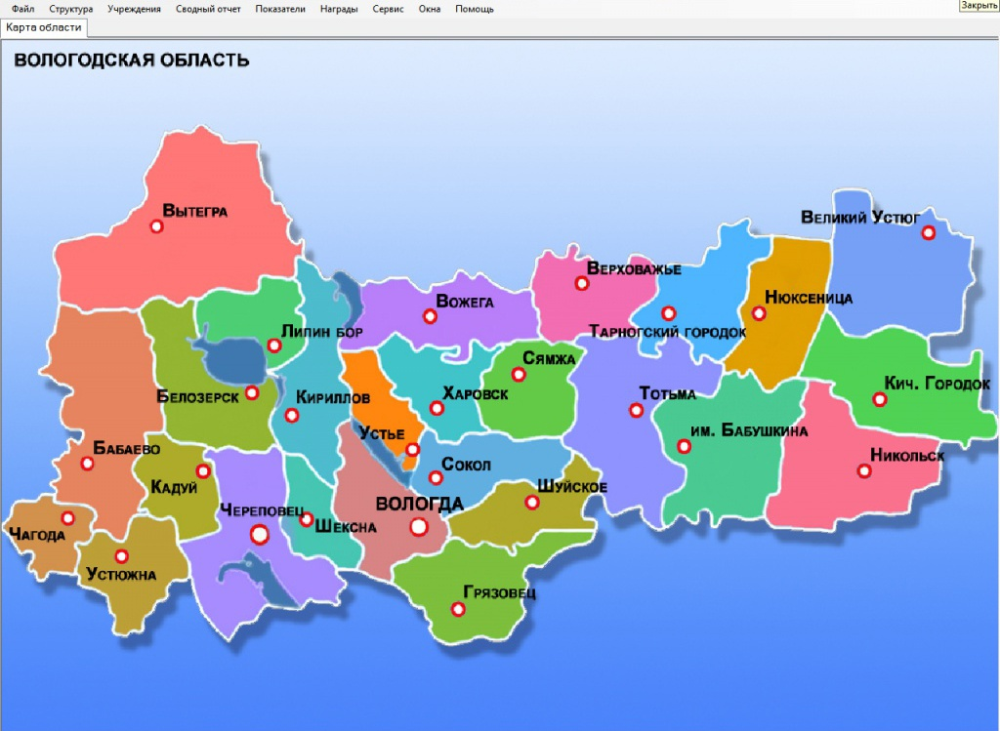 Файл Структура Учреждения Сводный отчет Показатели Награды Сервис Окна Помощь Закрыть
Карта области
ВОЛОГОДСКАЯ ОБЛАСТЬ
Вытегра
Великий Устюг
Верховажье
Вожега
Нюксеница
Липин бор
Тарногский городок
Сямжа
Белозерск
Кириллов
Харовск
Тотьма
Кич. Городок
Устье
им. Бабушкина
Бабаево
Никольск
Кадуй
Сокол
Шуйское
Череповец
ВОЛОГДА
Шексна
Чагода
Устюжна
Грязовец